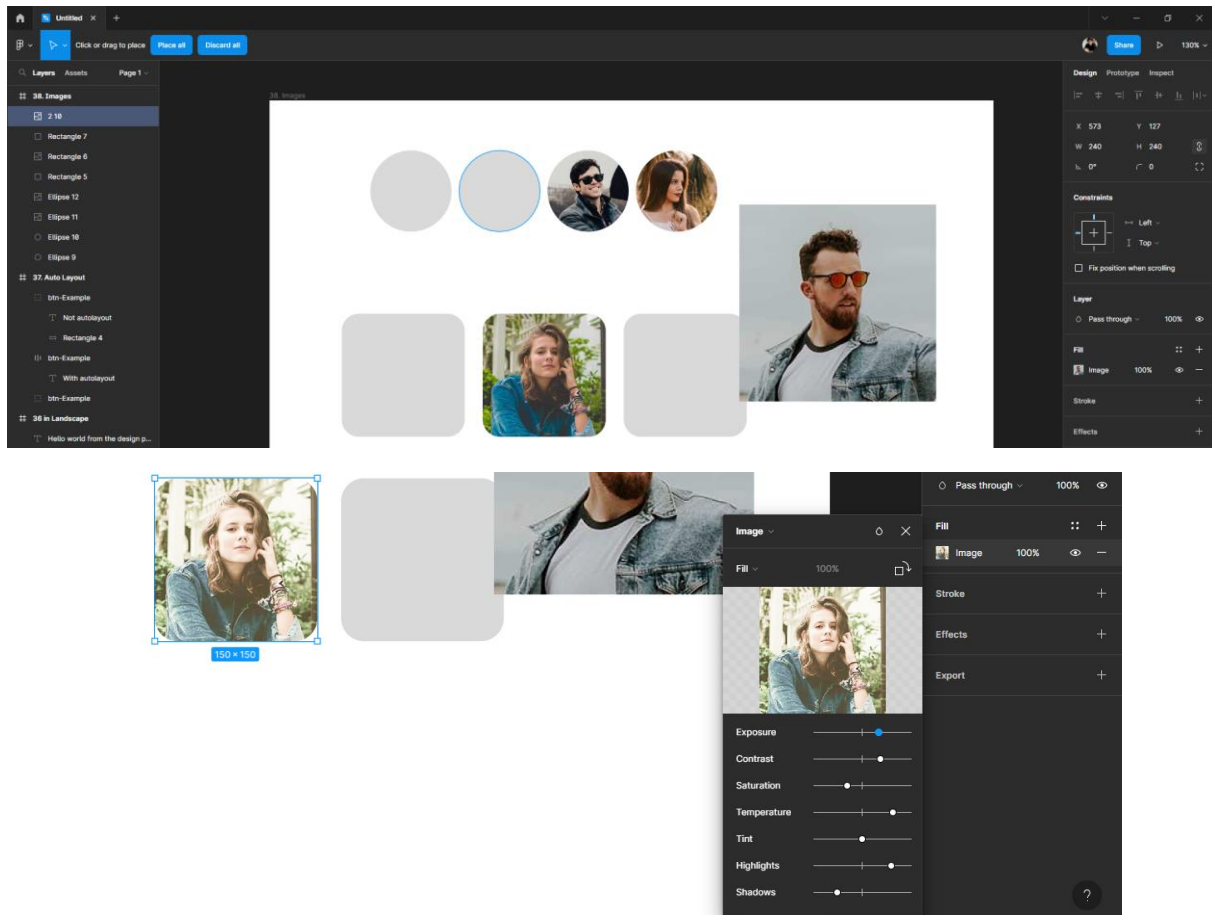 Untitled
Click or drag to place Place all Discard all Share 130%
Layers Assets Page 1
38. Images
2 10
Rectangle 7
Rectangle 6
Rectangle 5
Ellipse 12
Ellipse 11
Ellipse 10
Ellipse 9
37. Auto Layout
btn-Example
Not autolayout
Rectangle 4
btn-Example
With autolayout
btn-Example
36 in Landscape
Hello world from the design p...
38. Images
Design Prototype Inspect
X 573 Y 127
W 240 H 240
0° 0
Constraints
Left
Top
Fix position when scrolling
Layer
Pass through 100%
Fill
Image 100%
Stroke
Effects
150 × 150
Image
Fill 100%
Exposure
Contrast
Saturation
Temperature
Tint
Highlights
Shadows
Pass through 100%
Fill
Image 100%
Stroke
Effects
Export
?